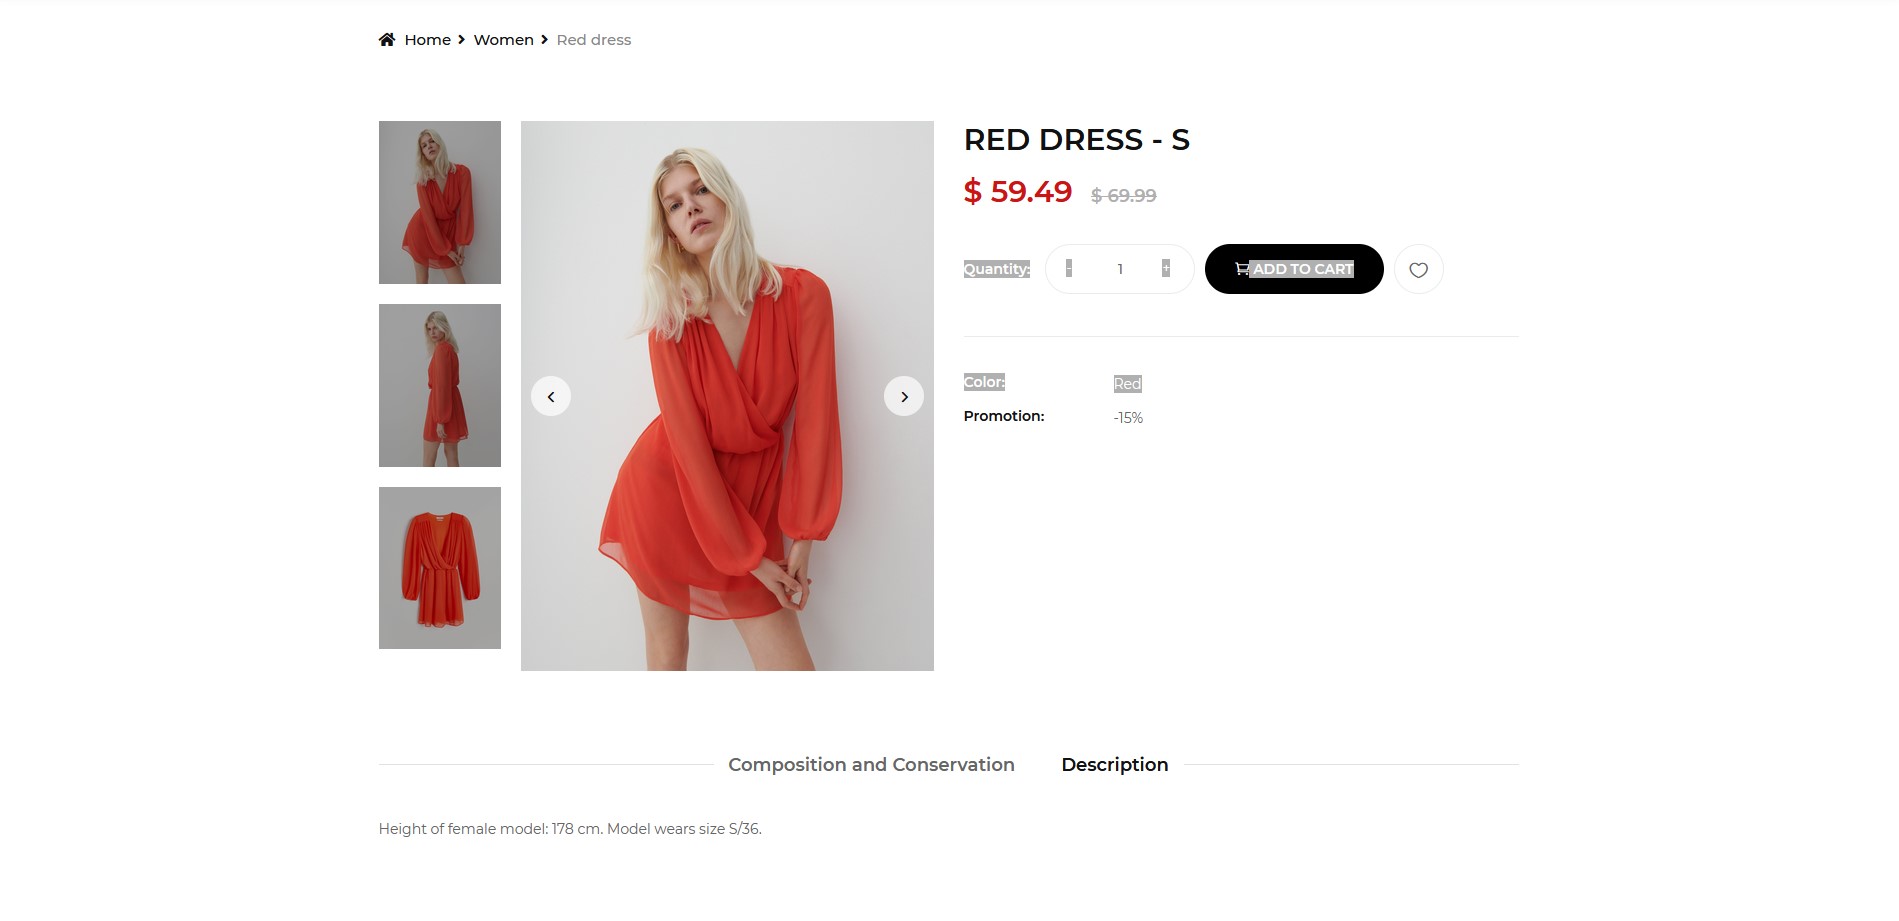 Home > Women > Red dress
RED DRESS - S
$ 59.49 $ 69.99
Quantity: - 1 + ADD TO CART
Color: Red
Promotion: -15%
Composition and Conservation Description
Height of female model: 178 cm. Model wears size S/36.